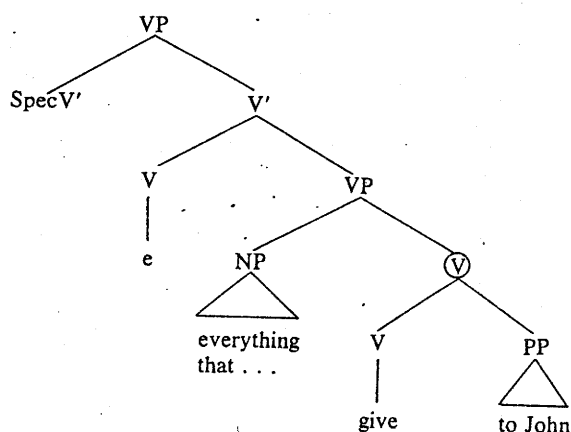 VP
SpecV' V'
V VP
e NP V
everything
that . . . V PP
give to John